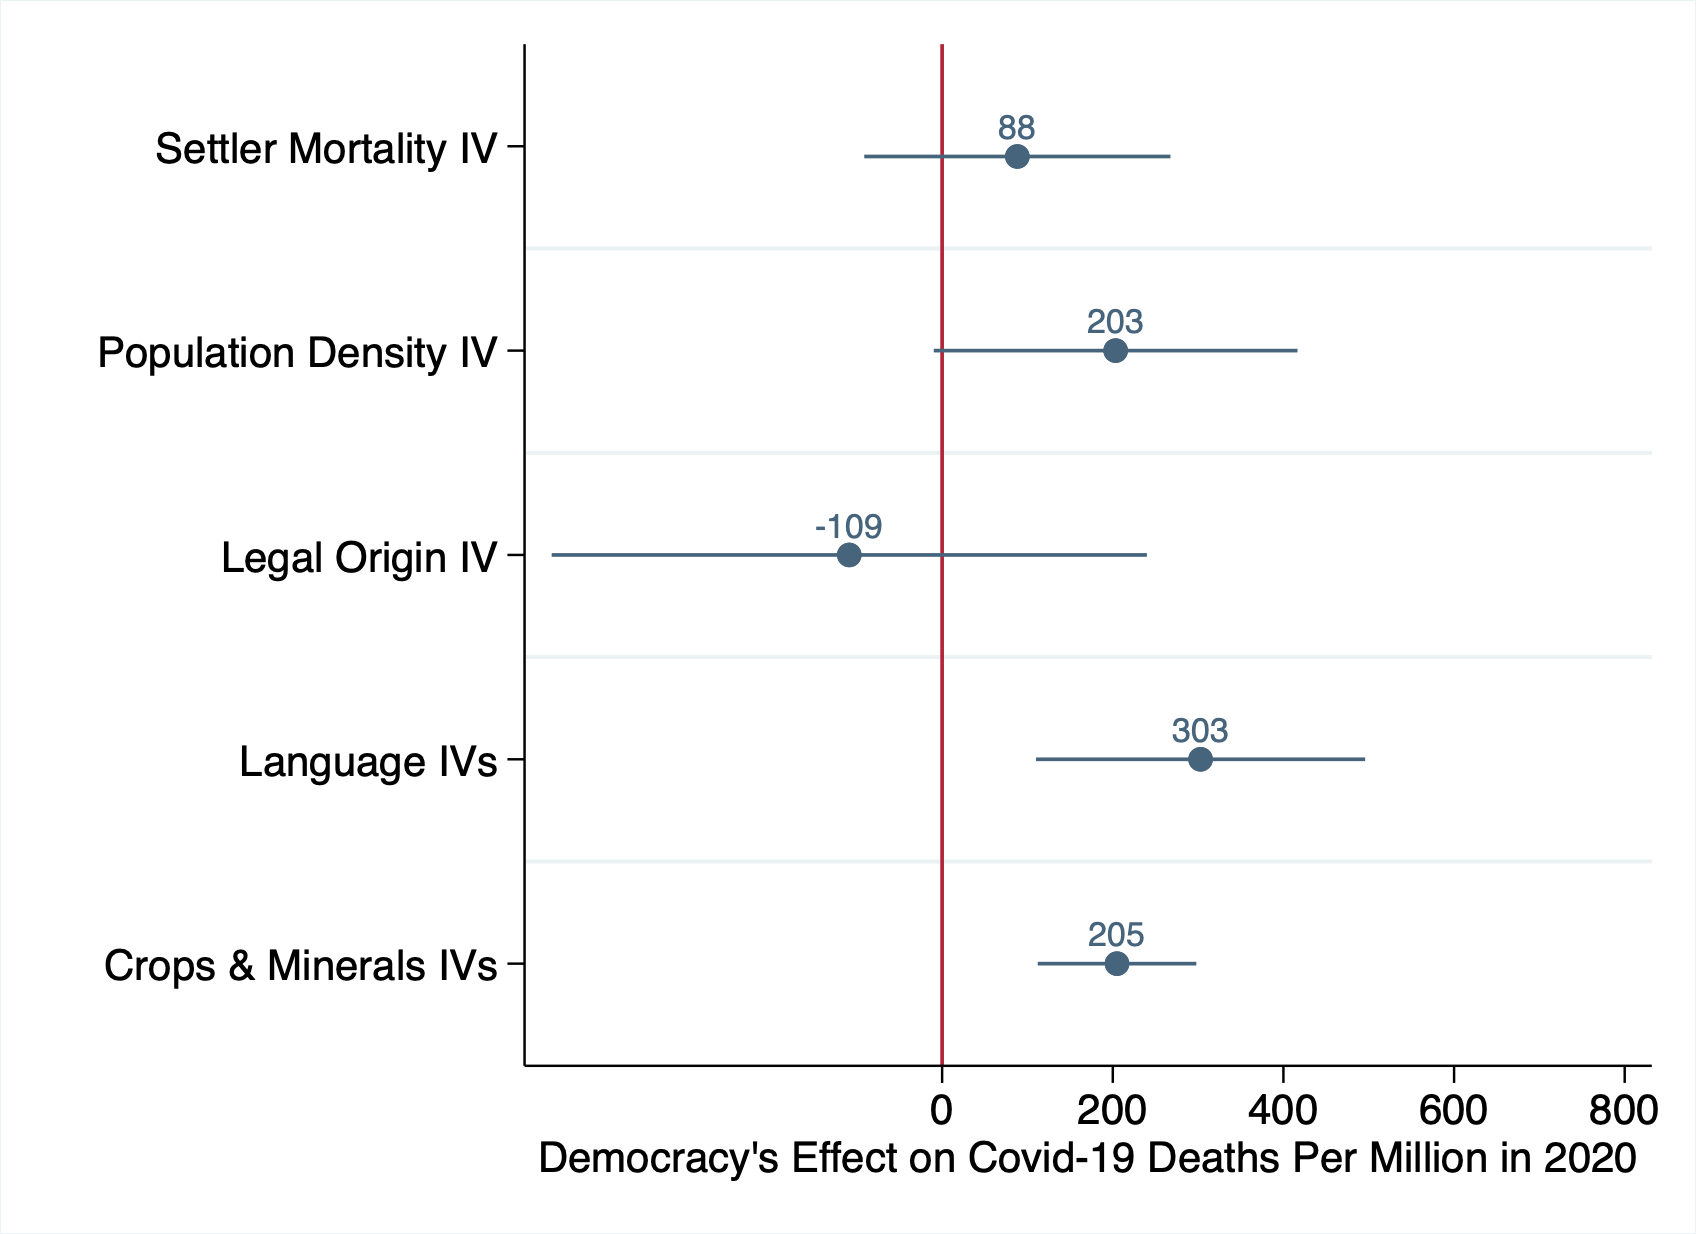 Settler Mortality IV
88
Population Density IV
203
Legal Origin IV
-109
Language IVs
303
Crops & Minerals IVs
205
0 200 400 600 800
Democracy's Effect on Covid-19 Deaths Per Million in 2020